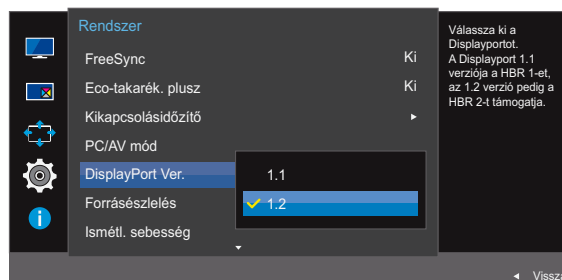 Rendszer
FreeSync Ki
Eco-takarék. plusz Ki
Kikapcsolásidőzítő
PC/AV mód
DisplayPort Ver.
1.1
1.2
Forrásészlelés
Ismétl. sebesség
Válassza ki a
Displayportot.
A Displayport 1.1
verziója a HBR 1-et,
az 1.2 verzió pedig a
HBR 2-t támogatja.
Vissza